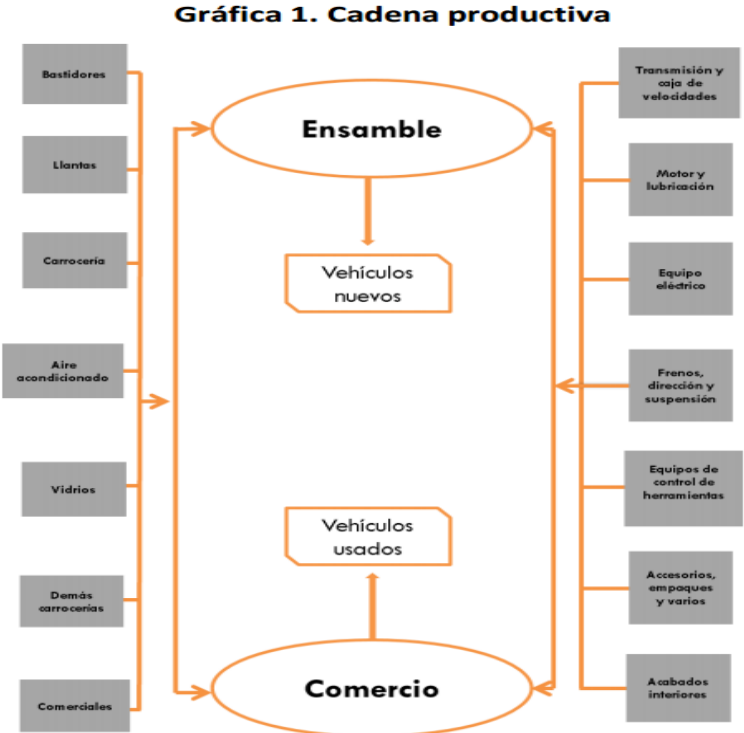 Gráfica 1. Cadena productiva
Bastidores
Llantas
Carrocería
Aire
acondicionado
Vidrios
Demás
carrocerías
Comerciales
Ensamble
Vehículos
nuevos
Vehículos
usados
Comercio
Transmisión y
caja de
velocidades
Motor y
lubricación
Equipo
eléctrico
Frenos,
dirección y
suspensión
Equipos de
control de
herramientas
Accesorios,
empaques
y varios
Acabados
interiores